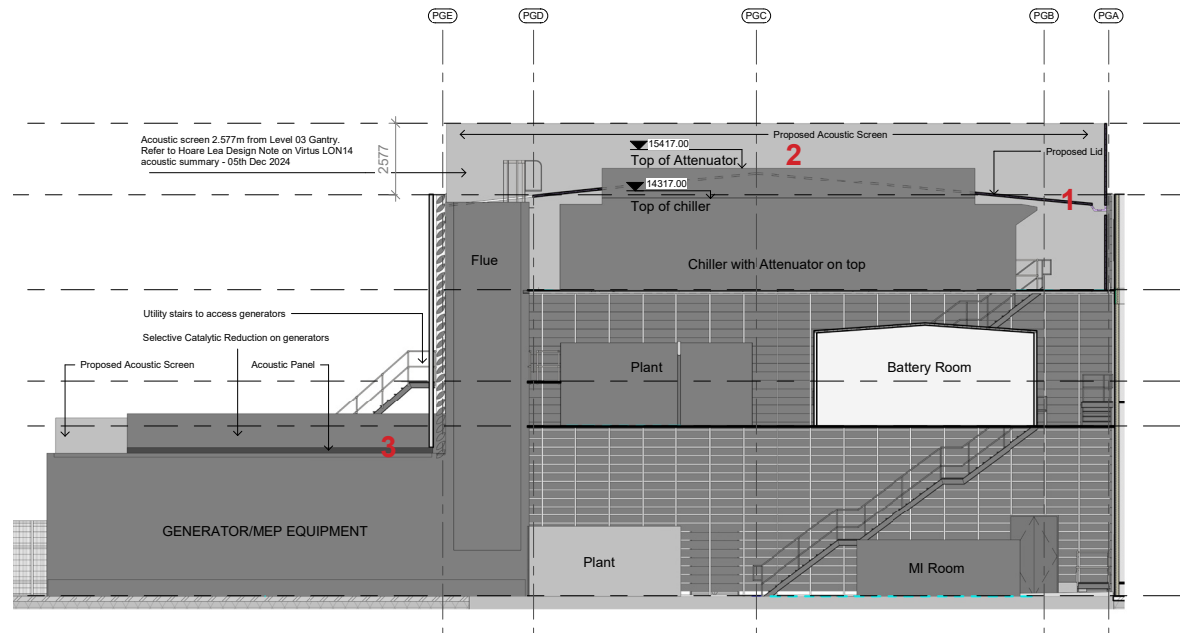 PGE
PGD
PGC
PGB
PGA
Acoustic screen 2.577m from Level 03 Gantry.
Refer to Hoare Lea Design Note on Virtus LON14
acoustic summary - 05th Dec 2024
2577
Proposed Acoustic Screen
15417.00
Top of Attenuator
2
Proposed Lid
14317.00
Top of chiller
1
Flue
Chiller with Attenuator on top
Utility stairs to access generators
Selective Catalytic Reduction on generators
Proposed Acoustic Screen
Acoustic Panel
Plant
Battery Room
3
GENERATOR/MEP EQUIPMENT
Plant
MI Room